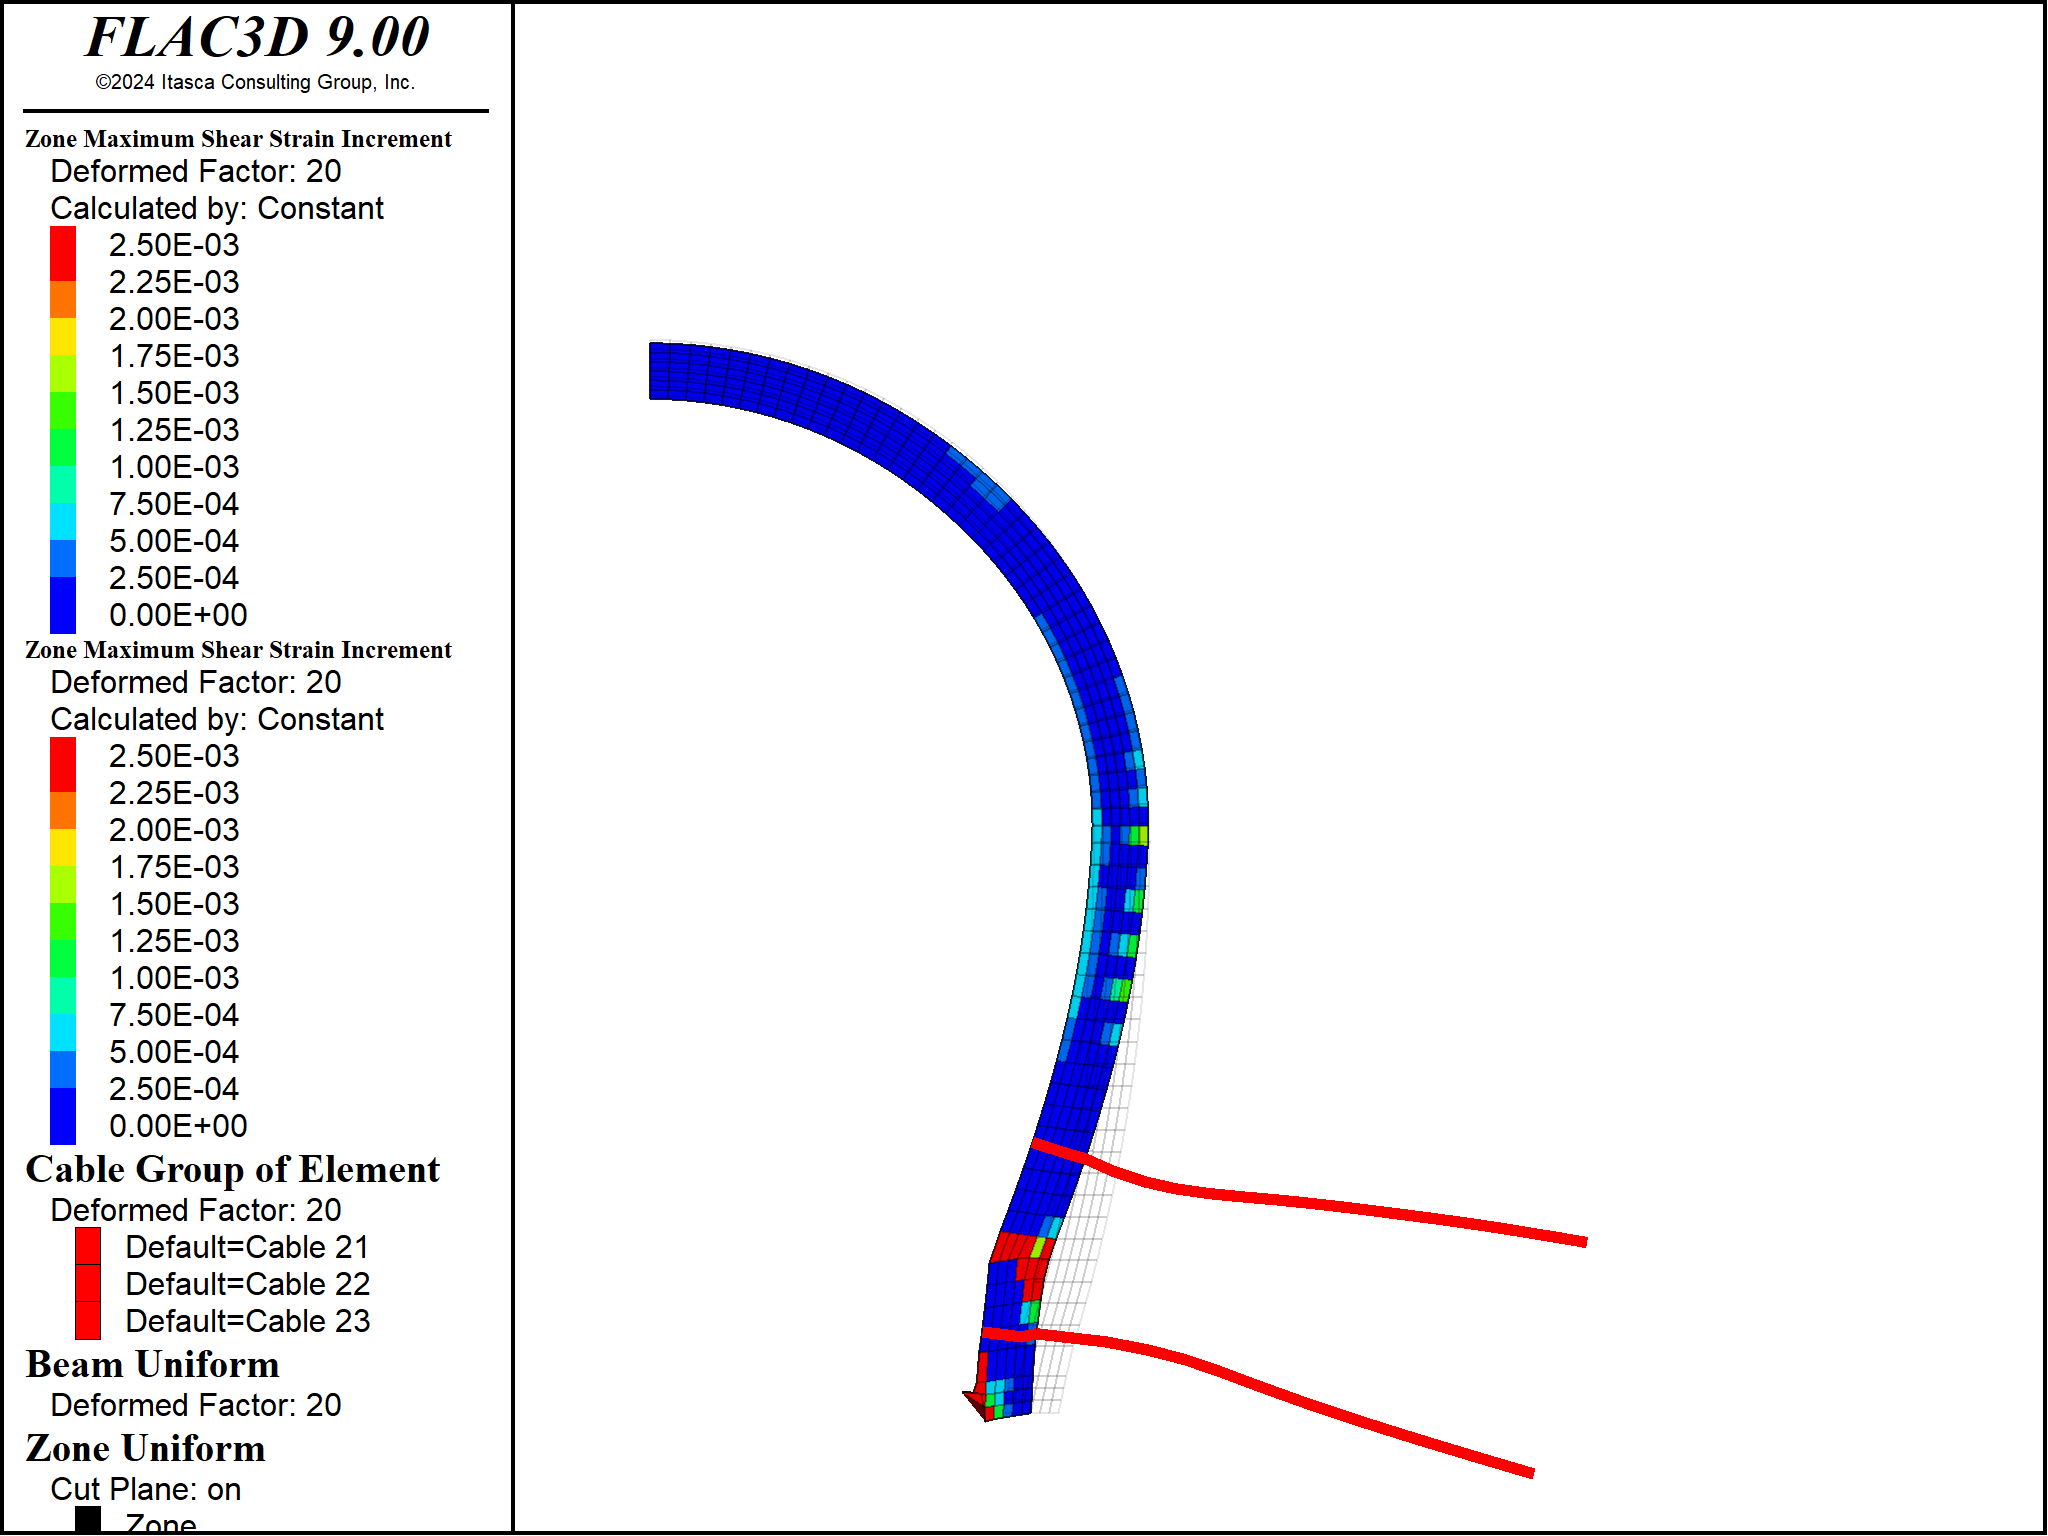 FLAC3D 9.00
©2024 Itasca Consulting Group, Inc.
Zone Maximum Shear Strain Increment
Deformed Factor: 20
Calculated by: Constant
2.50E-03
2.25E-03
2.00E-03
1.75E-03
1.50E-03
1.25E-03
1.00E-03
7.50E-04
5.00E-04
2.50E-04
0.00E+00
Zone Maximum Shear Strain Increment
Deformed Factor: 20
Calculated by: Constant
2.50E-03
2.25E-03
2.00E-03
1.75E-03
1.50E-03
1.25E-03
1.00E-03
7.50E-04
5.00E-04
2.50E-04
0.00E+00
Cable Group of Element
Deformed Factor: 20
Default=Cable 21
Default=Cable 22
Default=Cable 23
Beam Uniform
Deformed Factor: 20
Zone Uniform
Cut Plane: on
Zone